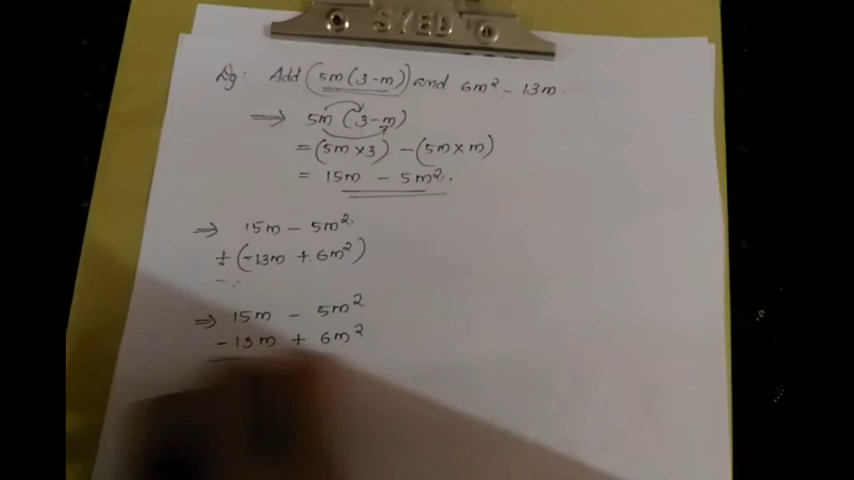 SYED
Eg: Add (5m(3-m)) and 6m² - 13m.
⇒ 5m (3-m)
= (5m×3) - (5m×m)
= 15m - 5m².
⇒ 15m - 5m²
+ (-13m + 6m²)
⇒ 15m - 5m²
- 13m + 6m²